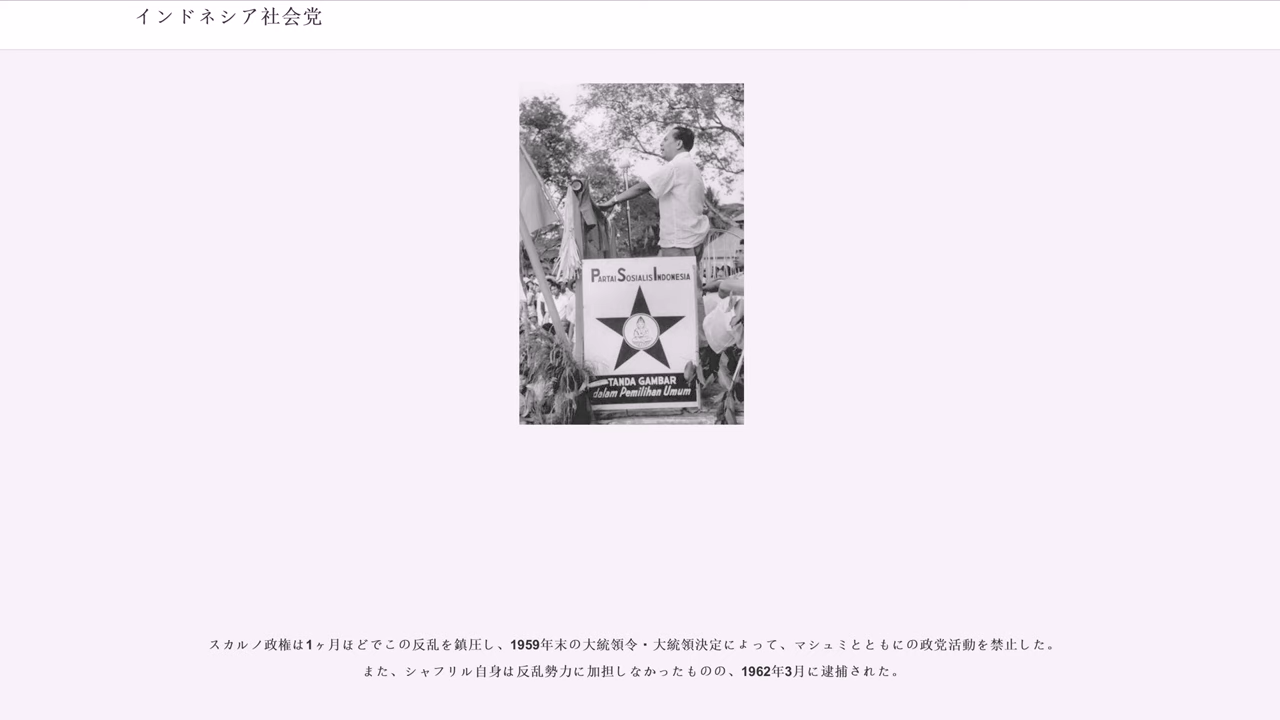 インドネシア社会党
PARTAI SOSIALIS INDONESIA
TANDA GAMBAR
dalam Pemilihan Umum
スカルノ政権は1ヶ月ほどでこの反乱を鎮圧し、1959年末の大統領令・大統領決定によって、マシュミとともにの政党活動を禁止した。
また、シャフリル自身は反乱勢力に加担しなかったものの、1962年3月に逮捕された。